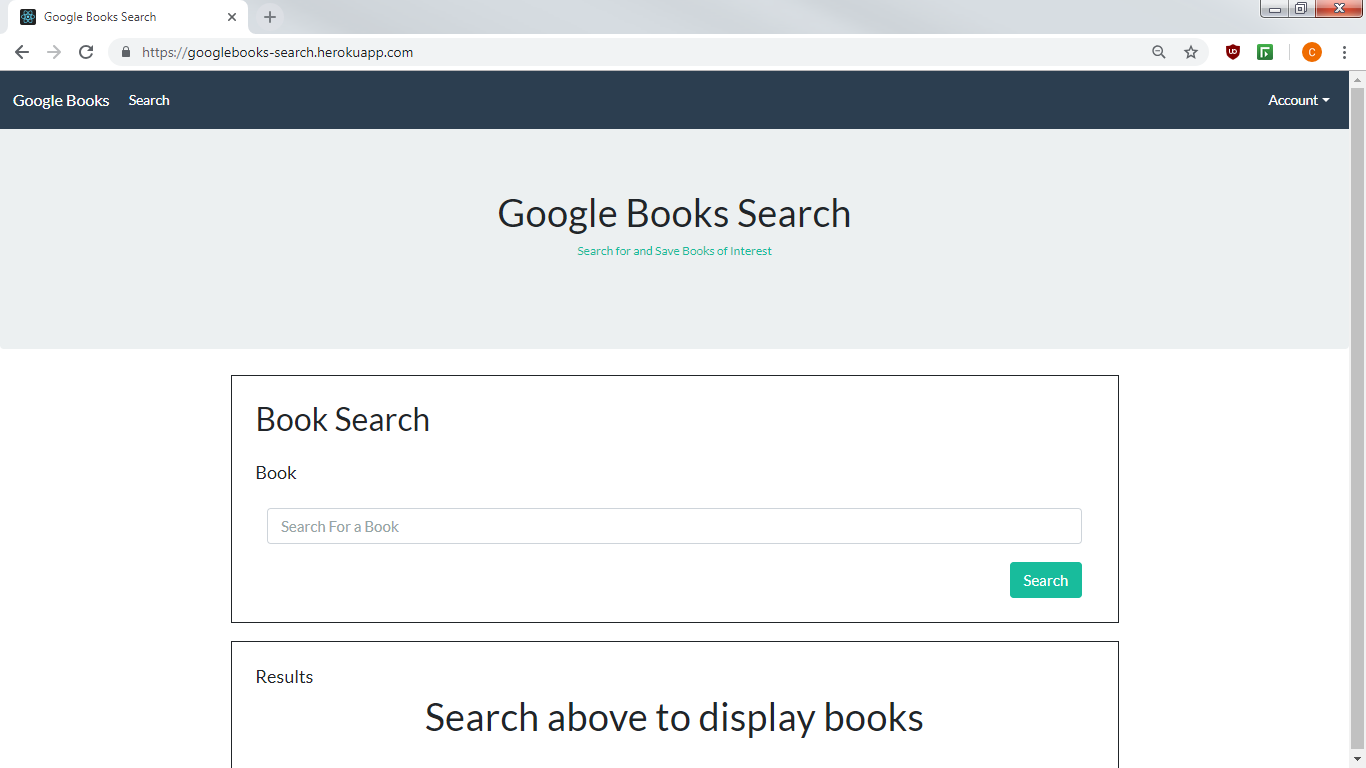 Google Books Search
https://googlebooks-search.herokuapp.com
C
Google Books Search Account
Google Books Search
Search for and Save Books of Interest
Book Search
Book
Search For a Book
Search
Results
Search above to display books